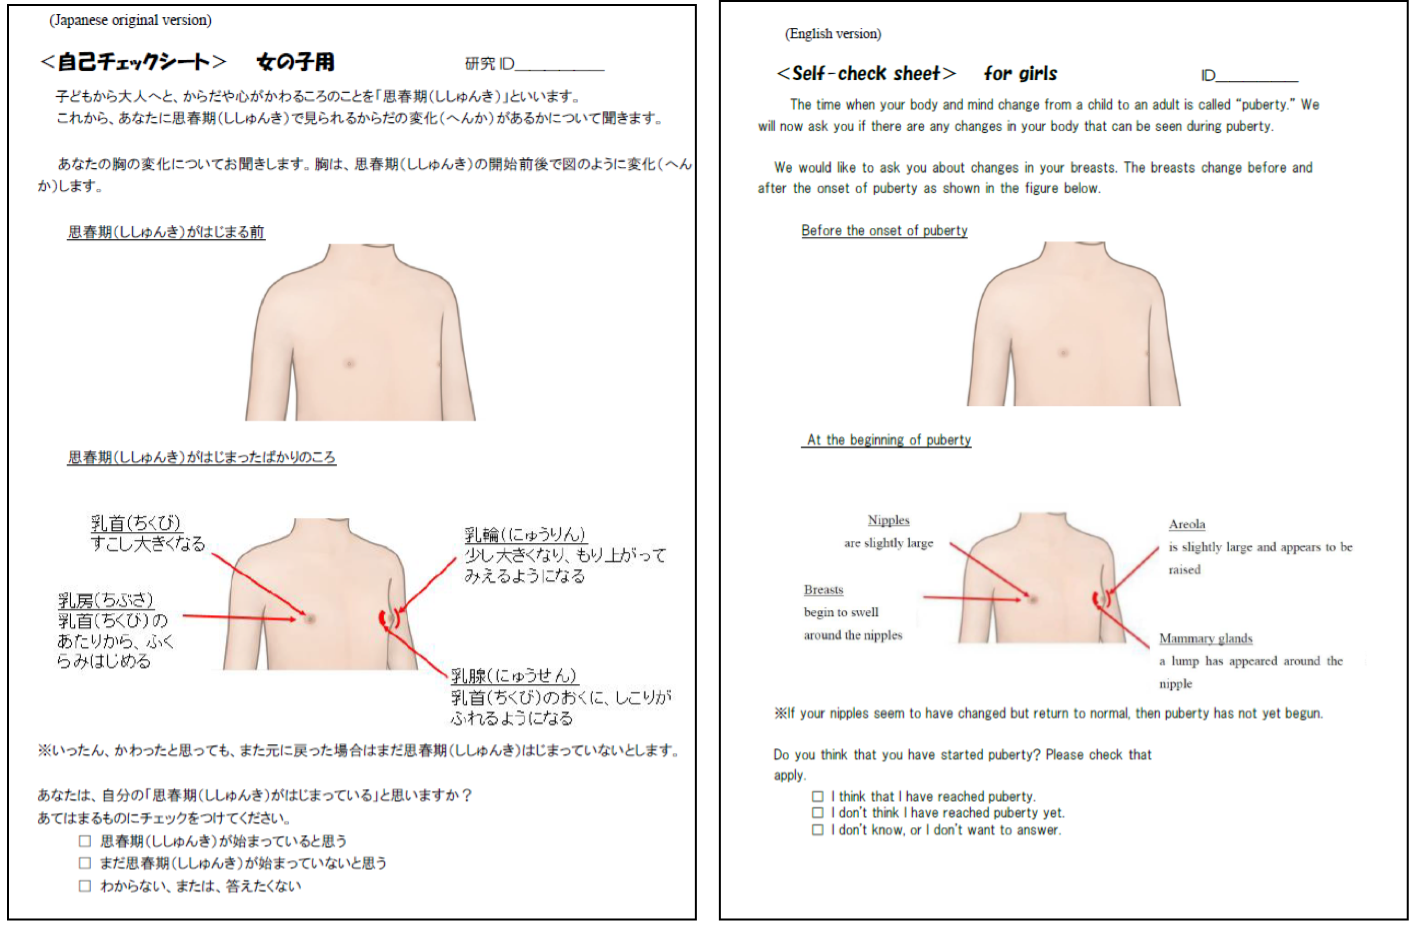 (Japanese original version)
＜自己チェックシート＞ 女の子用 研究 ID___________
子どもから大人へと、からだや心がかわるころのことを「思春期（ししゅんき）」といいます。
これから、あなたに思春期（ししゅんき）で見られるからだの変化（へんか）があるかについて聞きます。
あなたの胸の変化についてお聞きします。胸は、思春期（ししゅんき）の開始前後で図のように変化（へん
か）します。
思春期（ししゅんき）がはじまる前
思春期（ししゅんき）がはじまったばかりのころ
乳首（ちくび）
すこし大きくなる
乳房（ちぶさ）
乳首（ちくび）の
あたりから、ふく
らみはじめる
乳輪（にゅうりん）
少し大きくなり、もり上がって
みえるようになる
乳腺（にゅうせん）
乳首（ちくび）のおくに、しこりが
ふれるようになる
※いったん、かわったと思っても、また元に戻った場合はまだ思春期（ししゅんき）はじまっていないとします。
あなたは、自分の「思春期（ししゅんき）がはじまっている」と思いますか？
あてはまるものにチェックをつけてください。
□ 思春期（ししゅんき）が始まっていると思う
□ まだ思春期（ししゅんき）が始まっていないと思う
□ わからない、または、答えたくない
(English version)
＜Self-check sheet＞ for girls ID__________
The time when your body and mind change from a child to an adult is called “puberty.” We
will now ask you if there are any changes in your body that can be seen during puberty.
We would like to ask you about changes in your breasts. The breasts change before and
after the onset of puberty as shown in the figure below.
Before the onset of puberty
At the beginning of puberty
Nipples
are slightly large
Breasts
begin to swell
around the nipples
Areola
is slightly large and appears to be
raised
Mammary glands
a lump has appeared around the
nipple
※If your nipples seem to have changed but return to normal, then puberty has not yet begun.
Do you think that you have started puberty? Please check that
apply.
□ I think that I have reached puberty.
□ I don't think I have reached puberty yet.
□ I don't know, or I don't want to answer.